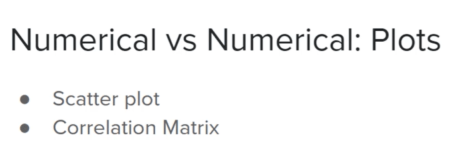 Numerical vs Numerical: Plots
● Scatter plot
● Correlation Matrix